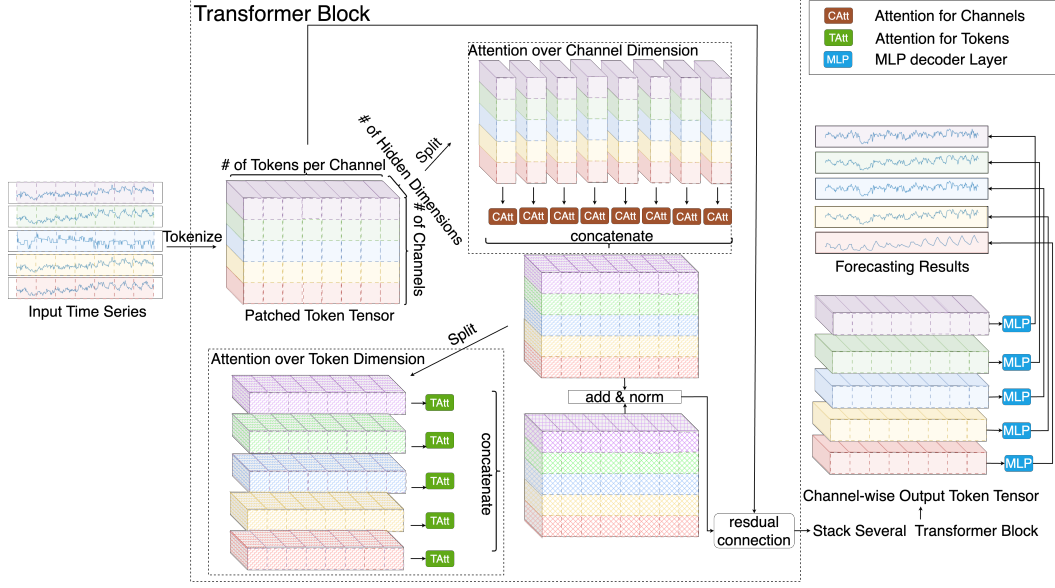 Transformer Block
CAtt Attention for Channels
TAtt Attention for Tokens
MLP MLP decoder Layer
Attention over Channel Dimension
# of Hidden Dimensions
Split
# of Tokens per Channel
# of Channels
CAtt CAtt CAtt CAtt CAtt CAtt CAtt CAtt
concatenate
Tokenize
Input Time Series
Patched Token Tensor
Forecasting Results
Split
Attention over Token Dimension
TAtt
TAtt
TAtt
TAtt
TAtt
concatenate
add & norm
MLP
MLP
MLP
MLP
MLP
Channel-wise Output Token Tensor
resdual
connection
Stack Several Transformer Block